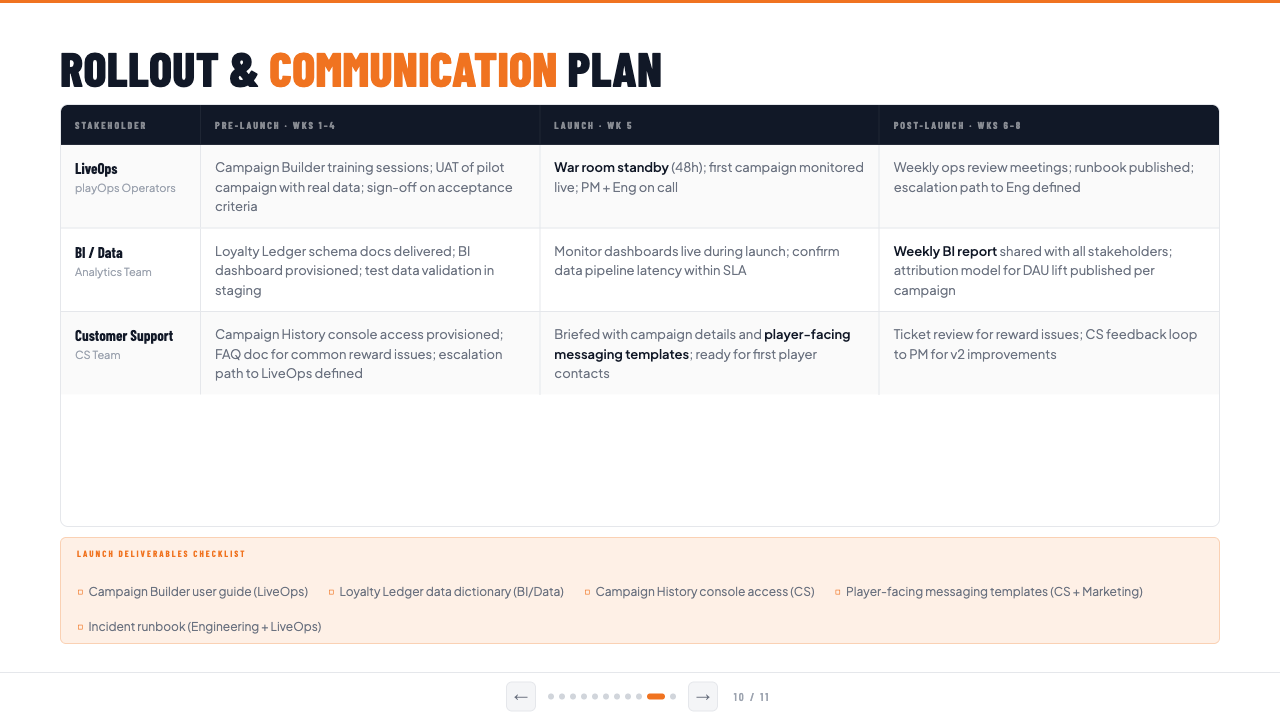 ROLLOUT & COMMUNICATION PLAN
STAKEHOLDER
PRE-LAUNCH · WKS 1–4
LAUNCH · WK 5
POST-LAUNCH · WKS 6–8
LiveOps
playOps Operators
Campaign Builder training sessions; UAT of pilot
campaign with real data; sign-off on acceptance
criteria
War room standby (48h); first campaign monitored
live; PM + Eng on call
Weekly ops review meetings; runbook published;
escalation path to Eng defined
BI / Data
Analytics Team
Loyalty Ledger schema docs delivered; BI
dashboard provisioned; test data validation in
staging
Monitor dashboards live during launch; confirm
data pipeline latency within SLA
Weekly BI report shared with all stakeholders;
attribution model for DAU lift published per
campaign
Customer Support
CS Team
Campaign History console access provisioned;
FAQ doc for common reward issues; escalation
path to LiveOps defined
Briefed with campaign details and player-facing
messaging templates; ready for first player
contacts
Ticket review for reward issues; CS feedback loop
to PM for v2 improvements
LAUNCH DELIVERABLES CHECKLIST
Campaign Builder user guide (LiveOps)
Loyalty Ledger data dictionary (BI/Data)
Campaign History console access (CS)
Player-facing messaging templates (CS + Marketing)
Incident runbook (Engineering + LiveOps)
← → 10 / 11